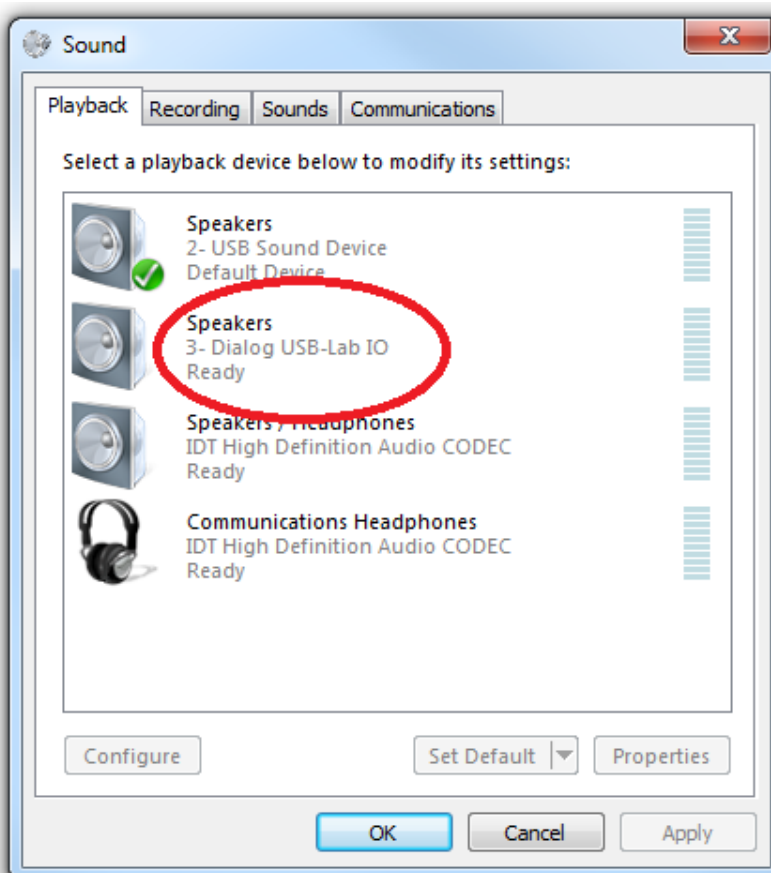 Sound
Playback Recording Sounds Communications
Select a playback device below to modify its settings:
Speakers
2- USB Sound Device
Default Device
Speakers
3- Dialog USB-Lab IO
Ready
Speakers / Headphones
IDT High Definition Audio CODEC
Ready
Communications Headphones
IDT High Definition Audio CODEC
Ready
Configure Set Default Properties
OK Cancel Apply